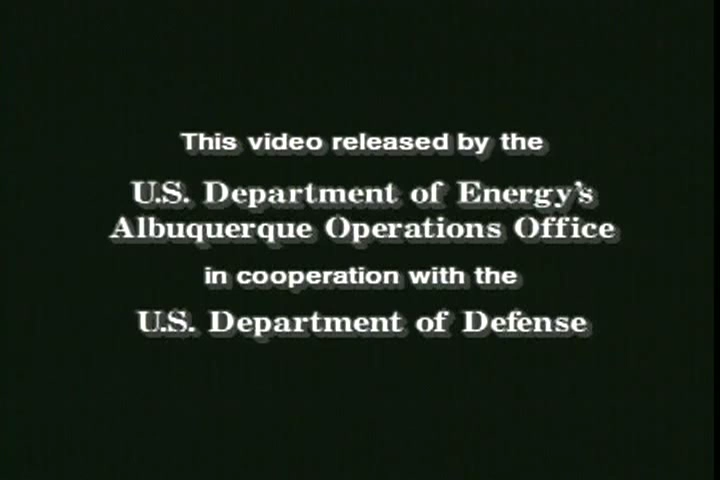 This video released by the
U.S. Department of Energy's
Albuquerque Operations Office
in cooperation with the
U.S. Department of Defense